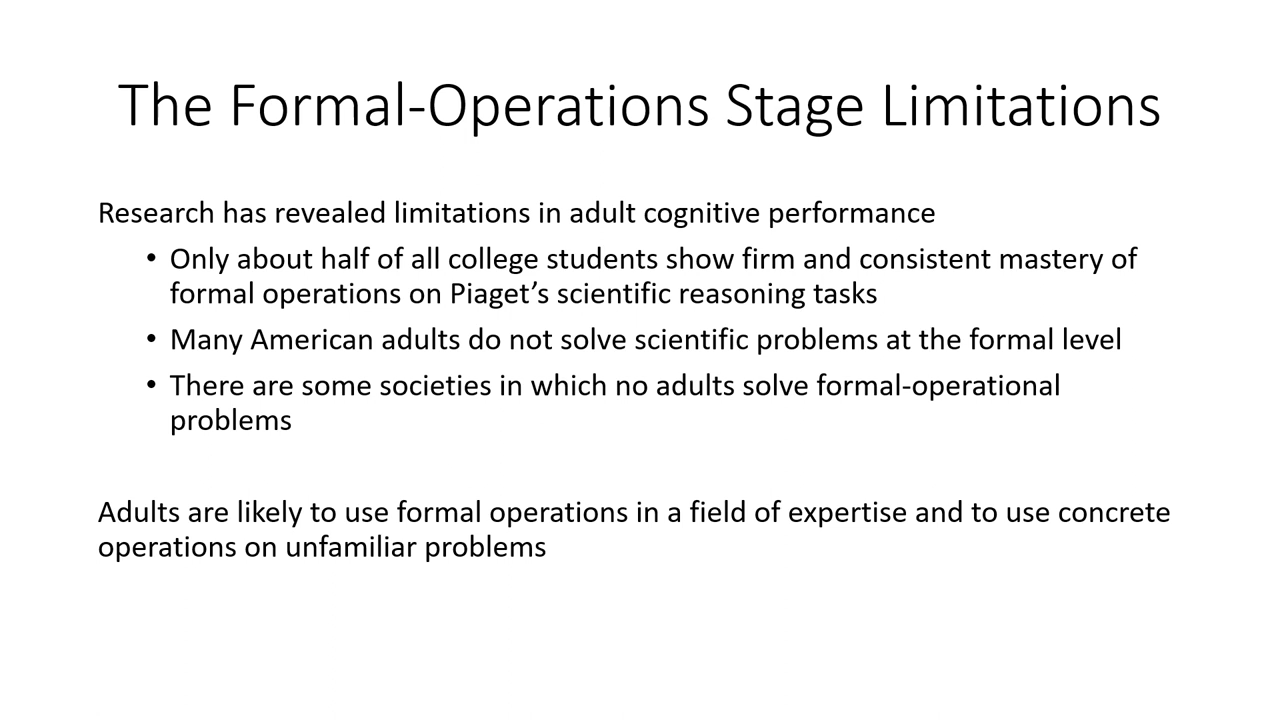 The Formal-Operations Stage Limitations
Research has revealed limitations in adult cognitive performance
• Only about half of all college students show firm and consistent mastery of
formal operations on Piaget’s scientific reasoning tasks
• Many American adults do not solve scientific problems at the formal level
• There are some societies in which no adults solve formal-operational
problems
Adults are likely to use formal operations in a field of expertise and to use concrete
operations on unfamiliar problems